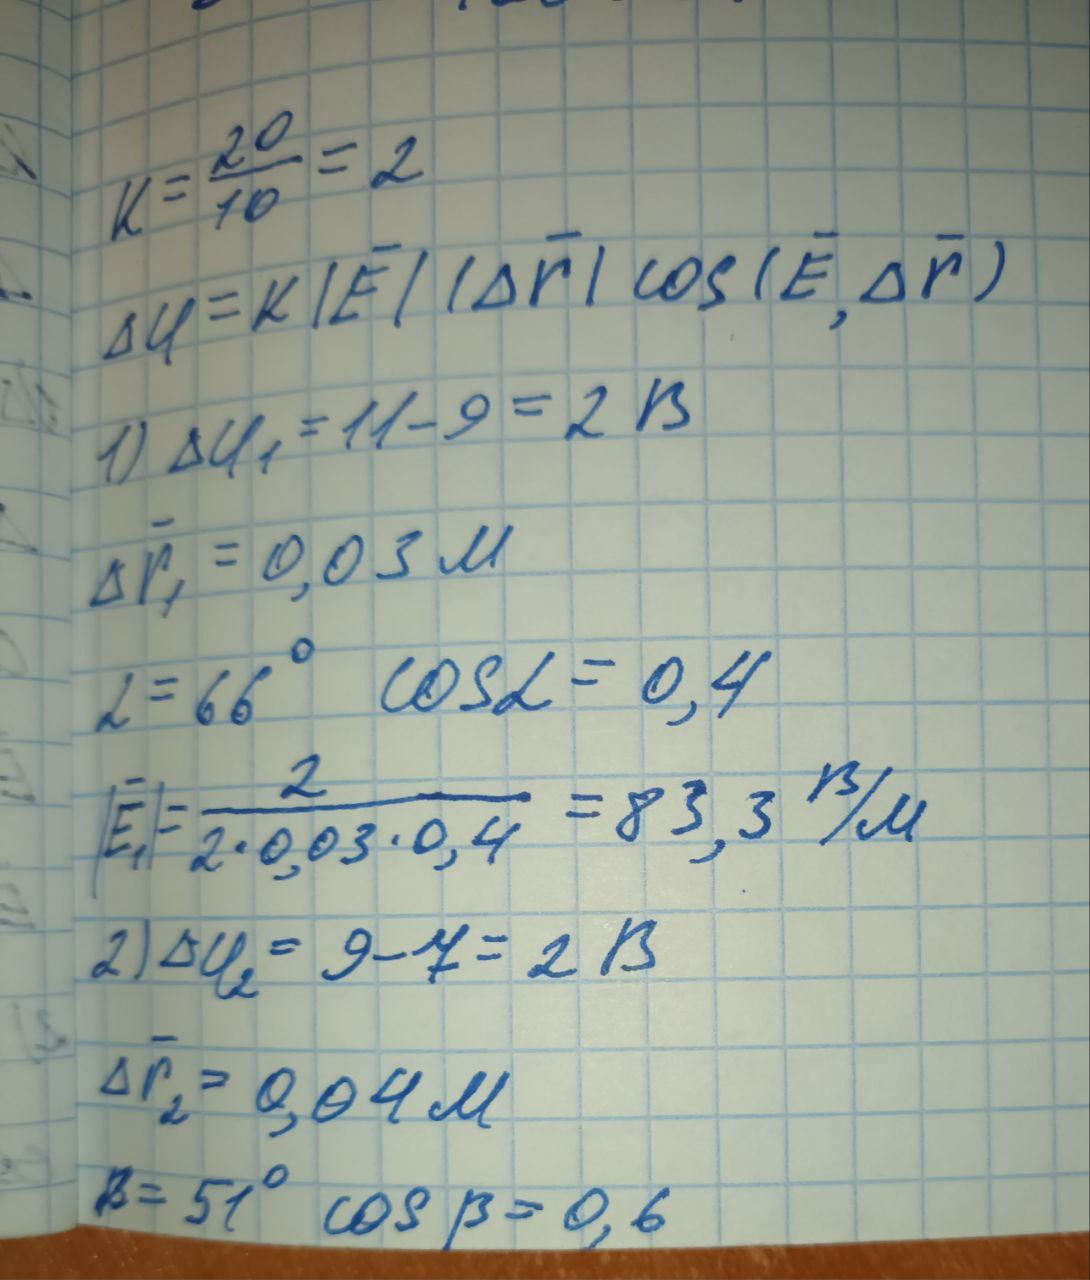 K = 20/10 = 2
Δφ = K|Ē||Δr̄| cos(Ē, Δr̄)
1) Δφ₁ = 11 - 9 = 2 В
Δr̄₁ = 0,03 м
α = 66° cosα = 0,4
|Ē₁| = 2/(2·0,03·0,4) = 83,3 В/м
2) Δφ₂ = 9 - 7 = 2 В
Δr̄₂ = 0,04 м
β = 51° cosβ = 0,6